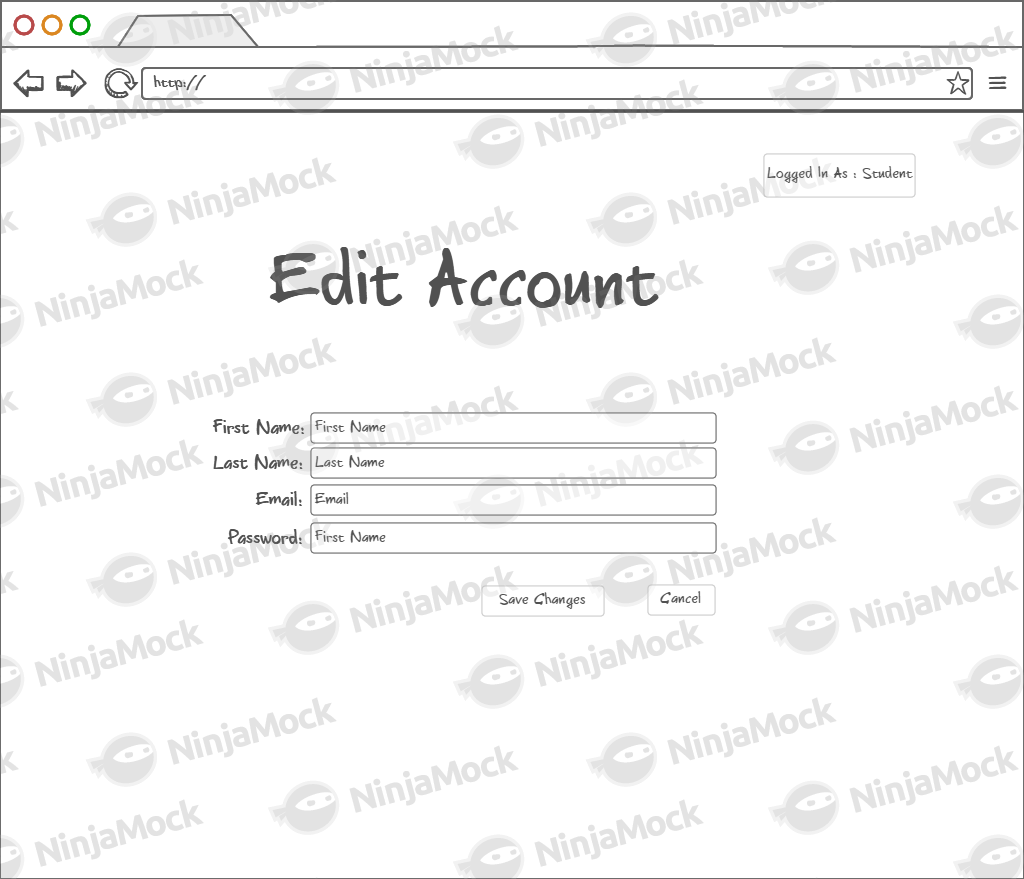 http://
Logged In As : Student
Edit Account
First Name: First Name
Last Name: Last Name
Email: Email
Password: First Name
Save Changes Cancel
NinjaMock